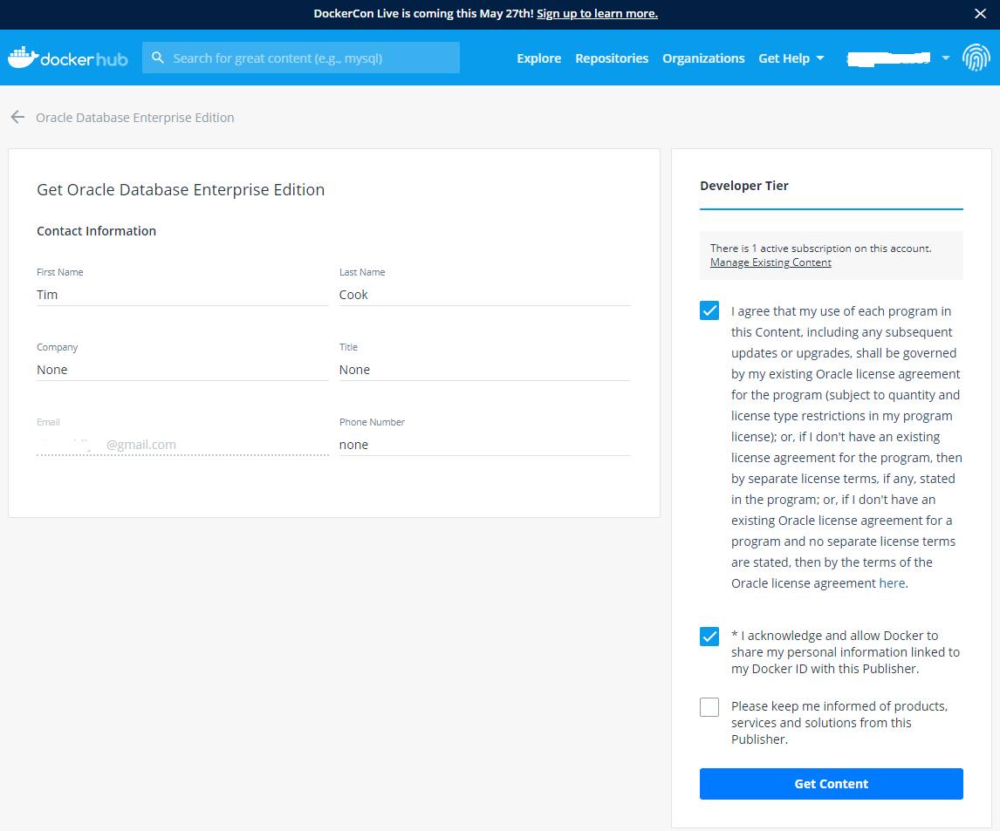 DockerCon Live is coming this May 27th! Sign up to learn more.
dockerhub
Search for great content (e.g., mysql)
Explore
Repositories
Organizations
Get Help
Oracle Database Enterprise Edition
Get Oracle Database Enterprise Edition
Contact Information
First Name
Last Name
Tim
Cook
Company
Title
None
None
Email
Phone Number
@gmail.com
none
Developer Tier
There is 1 active subscription on this account.
Manage Existing Content
I agree that my use of each program in
this Content, including any subsequent
updates or upgrades, shall be governed
by my existing Oracle license agreement
for the program (subject to quantity and
license type restrictions in my program
license); or, if I don't have an existing
license agreement for the program, then
by separate license terms, if any, stated
in the program; or, if I don't have an
existing Oracle license agreement for a
program and no separate license terms
are stated, then by the terms of the
Oracle license agreement here.
* I acknowledge and allow Docker to
share my personal information linked to
my Docker ID with this Publisher.
Please keep me informed of products,
services and solutions from this
Publisher.
Get Content